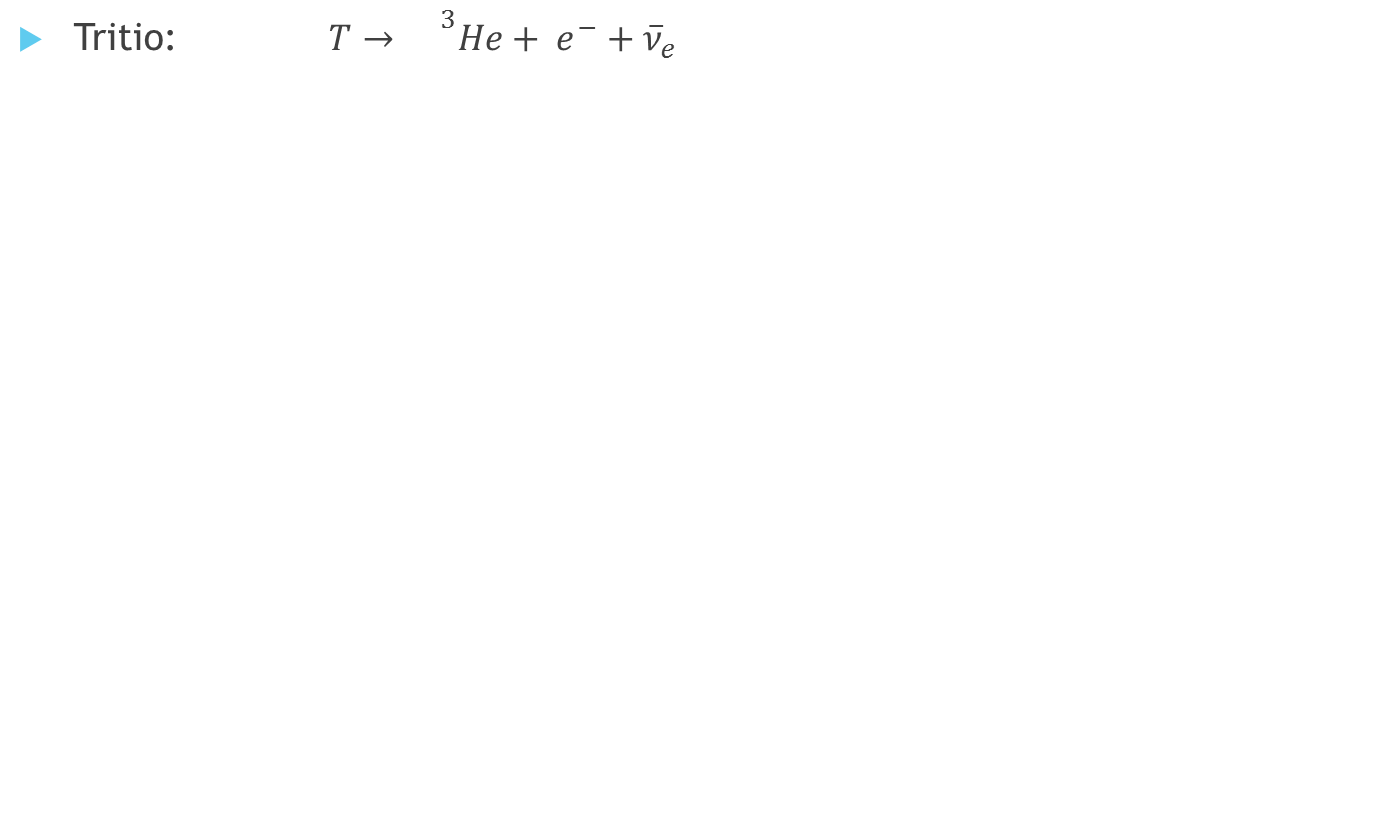 Tritio: T → ³He + e⁻ + ν̄ₑ